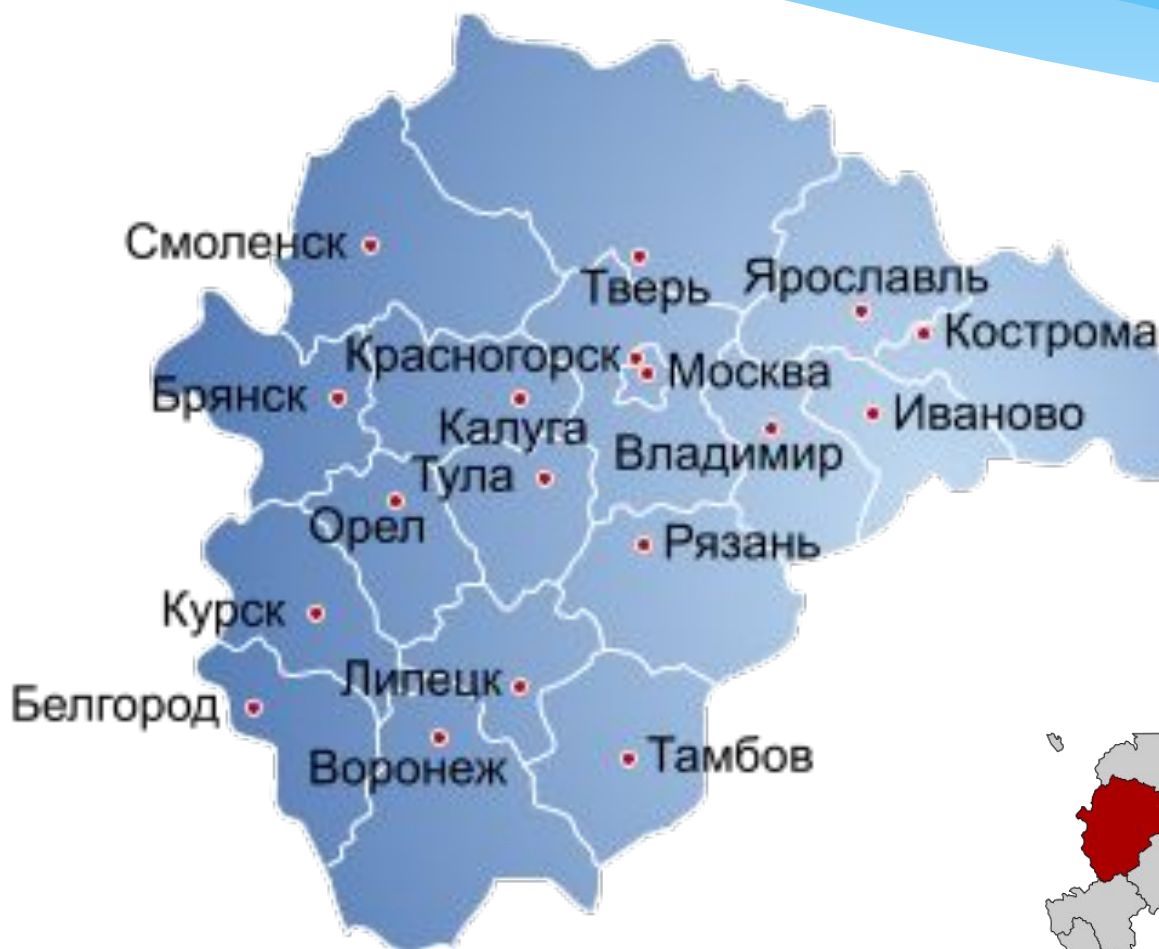 Смоленск
Тверь
Ярославль
Кострома
Красногорск
Москва
Брянск
Калуга
Иваново
Владимир
Тула
Орел
Рязань
Курск
Липецк
Белгород
Воронеж
Тамбов